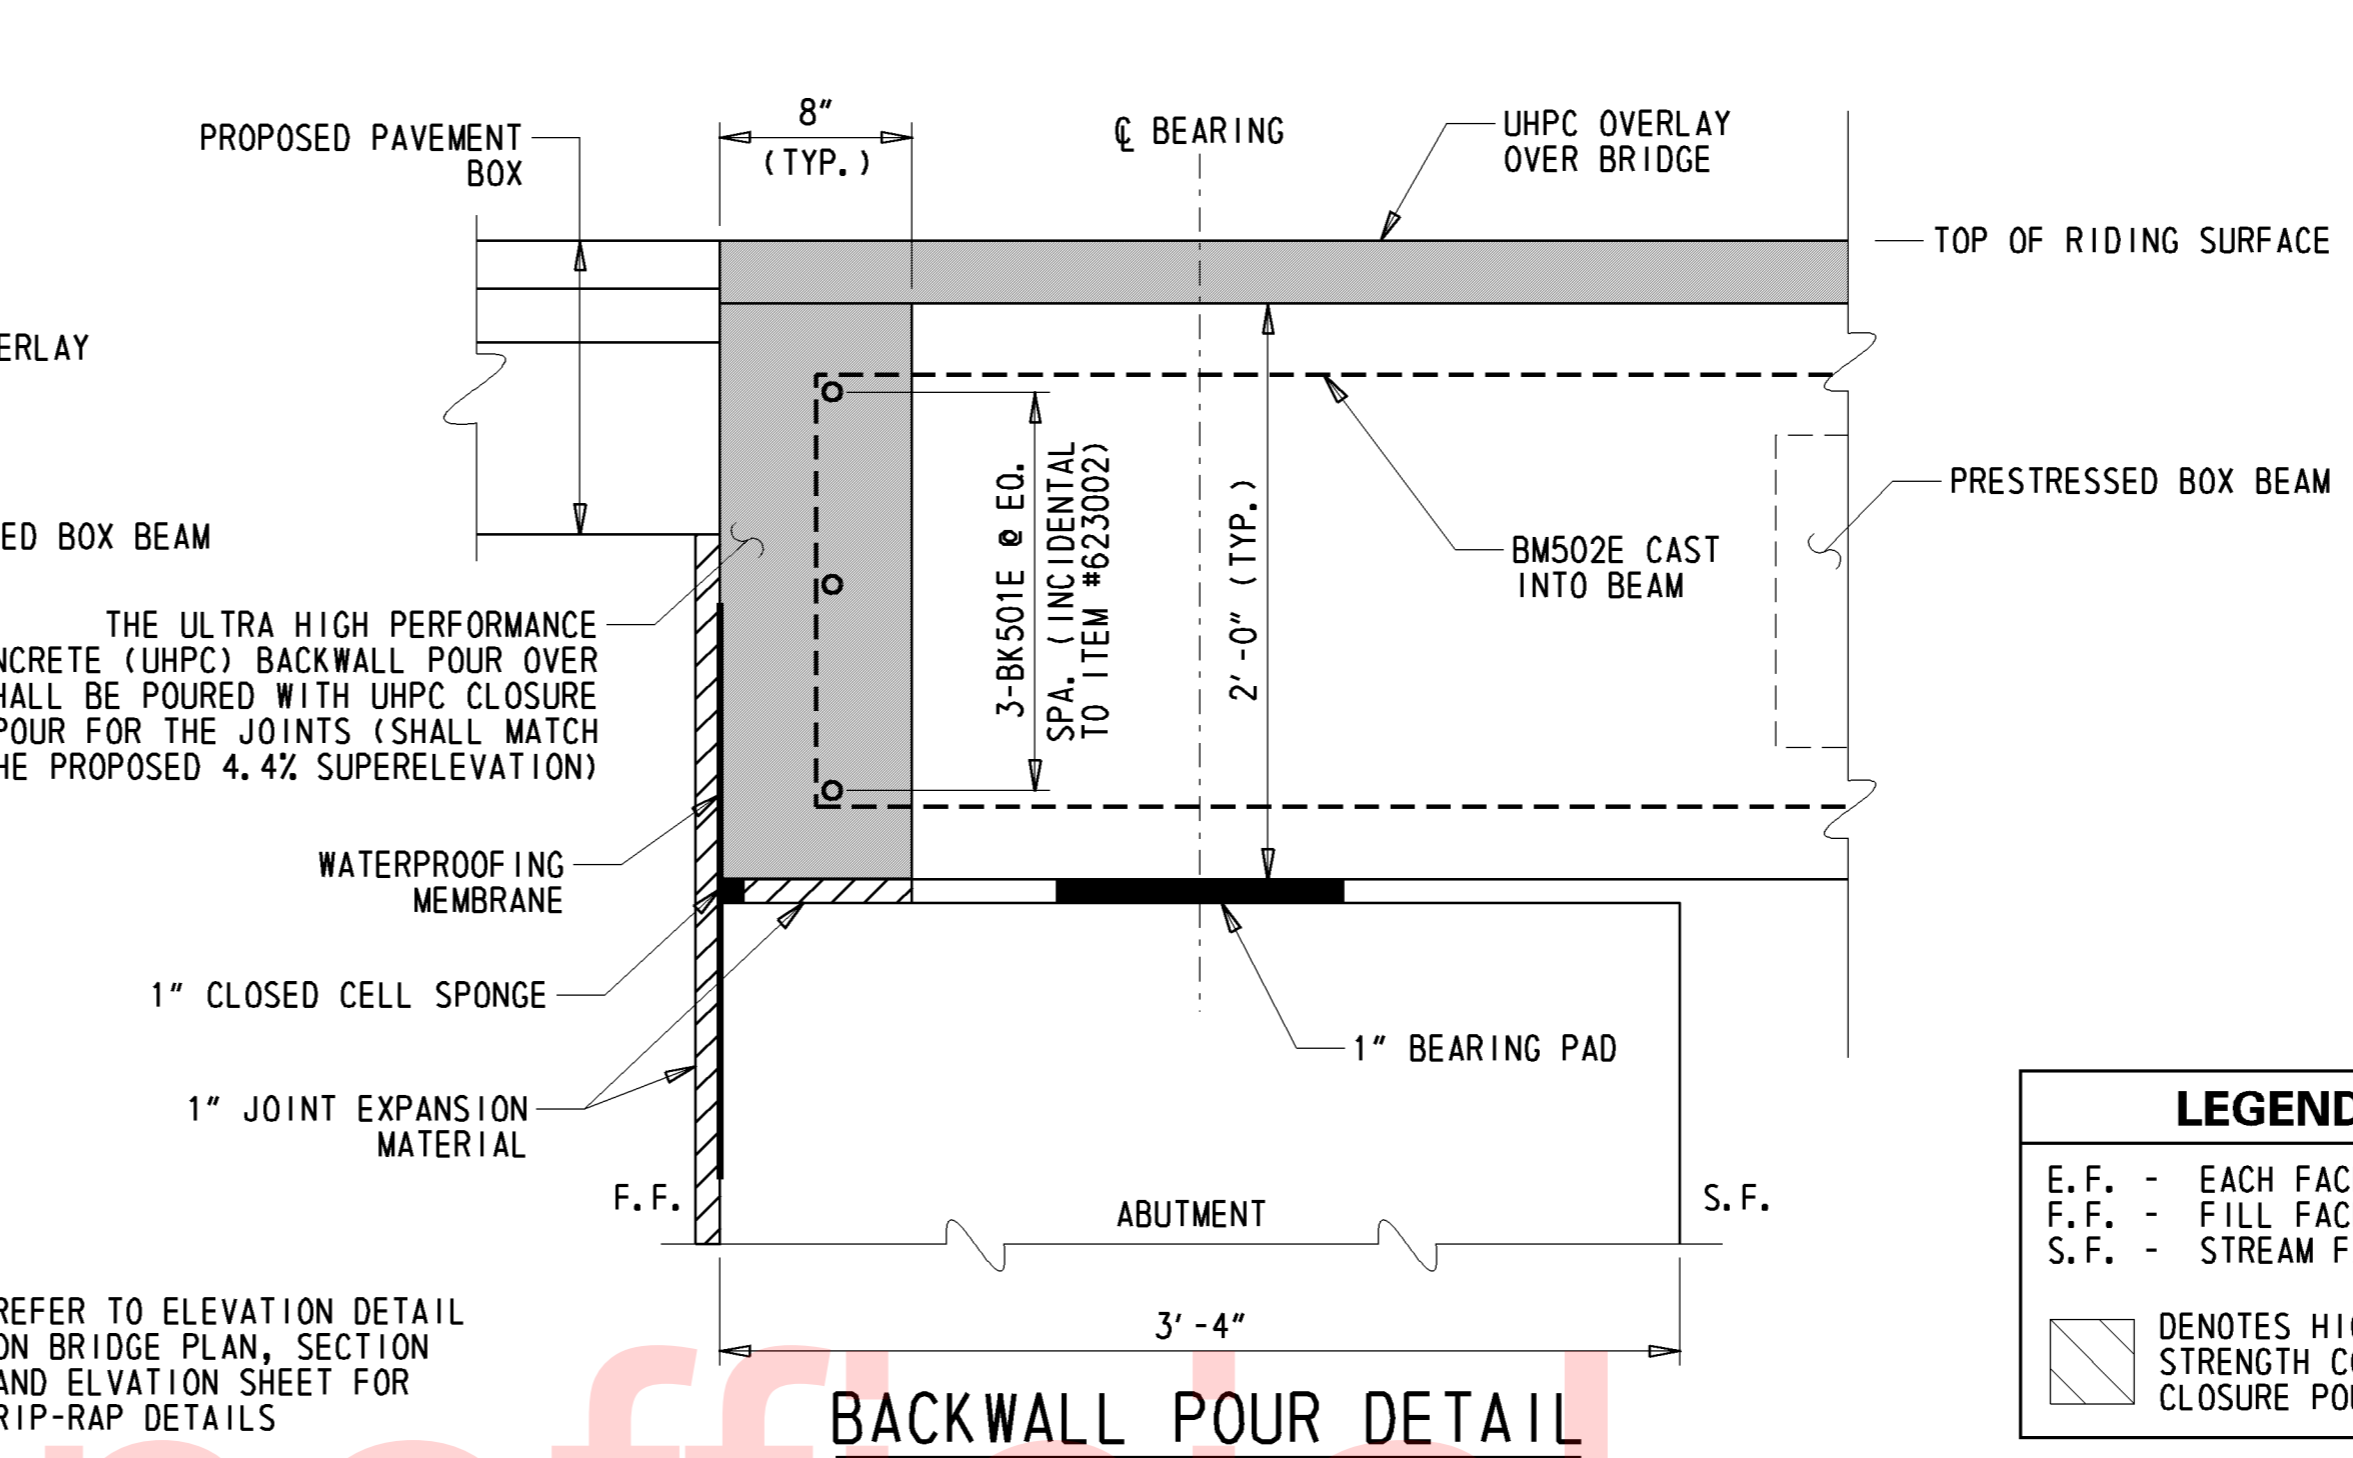 8"
(TYP.)
℄ BEARING
UHPC OVERLAY
OVER BRIDGE
PROPOSED PAVEMENT
BOX
TOP OF RIDING SURFACE
ERLAY
3-BK501E @ EQ.
SPA. (INCIDENTAL
TO ITEM #623002)
2'-0" (TYP.)
PRESTRESSED BOX BEAM
BM502E CAST
INTO BEAM
ED BOX BEAM
THE ULTRA HIGH PERFORMANCE
NCRETE (UHPC) BACKWALL POUR OVER
HALL BE POURED WITH UHPC CLOSURE
POUR FOR THE JOINTS (SHALL MATCH
HE PROPOSED 4.4% SUPERELEVATION)
WATERPROOFING
MEMBRANE
1" CLOSED CELL SPONGE
1" BEARING PAD
1" JOINT EXPANSION
MATERIAL
F.F.
ABUTMENT
S.F.
3'-4"
REFER TO ELEVATION DETAIL
ON BRIDGE PLAN, SECTION
AND ELVATION SHEET FOR
RIP-RAP DETAILS
BACKWALL POUR DETAIL
LEGEND
E.F. - EACH FAC
F.F. - FILL FAC
S.F. - STREAM F
DENOTES HI
STRENGTH C
CLOSURE PO